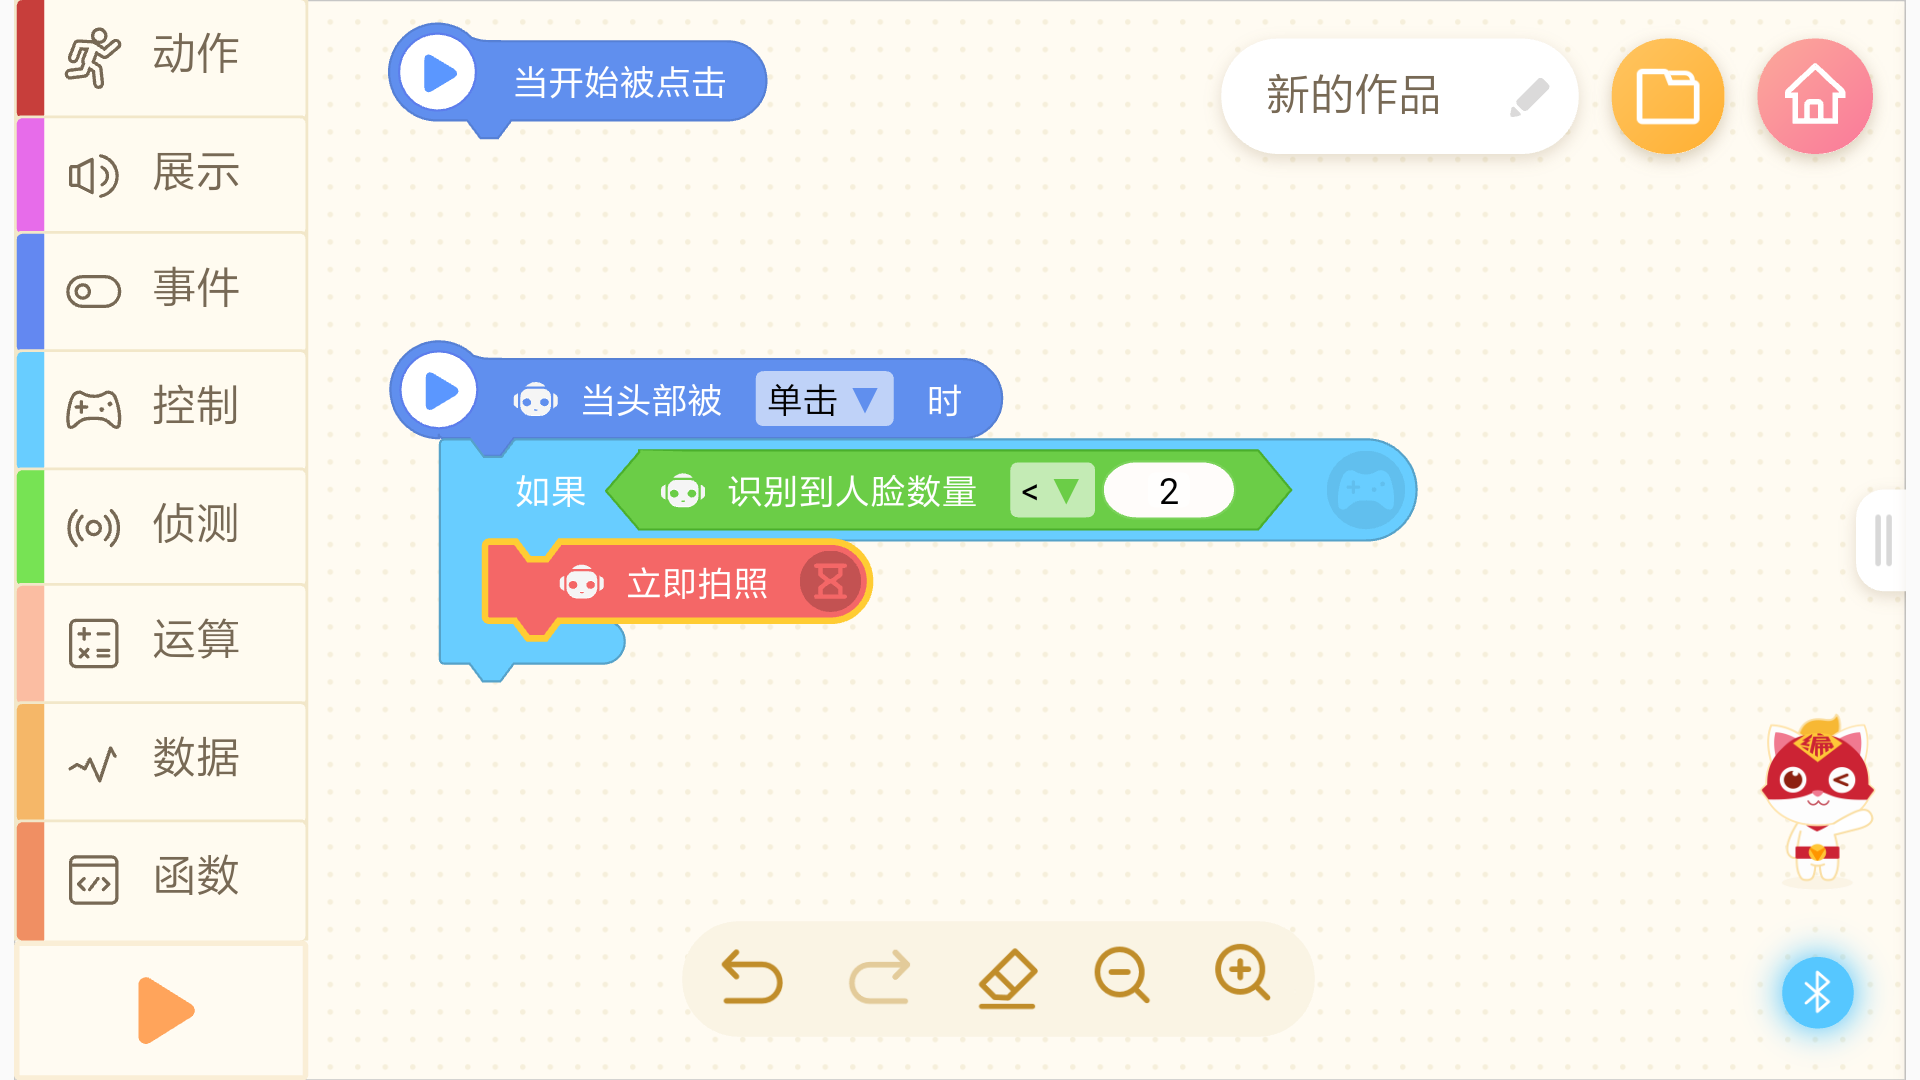 动作
展示
事件
控制
侦测
运算
数据
函数
当开始被点击
新的作品
当头部被 单击 ▼ 时
如果 识别到人脸数量 < ▼ 2
立即拍照
编